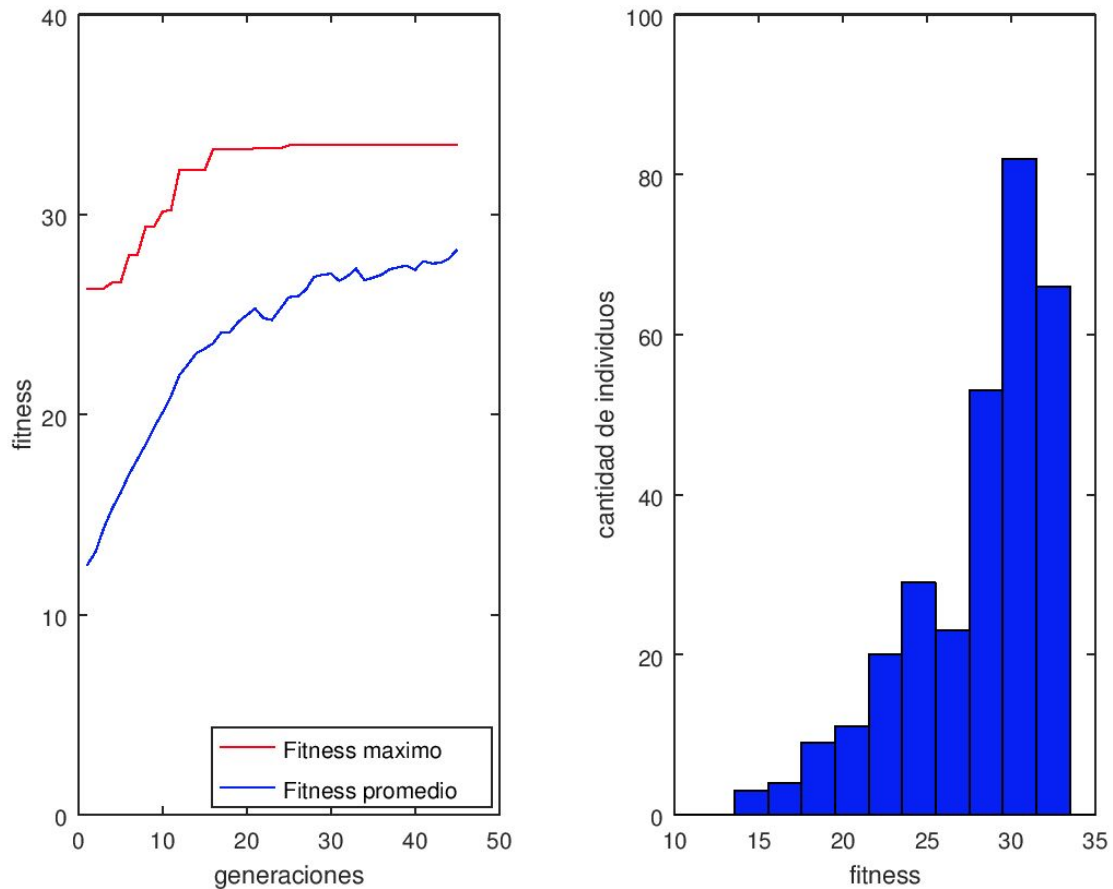 40
30
20
10
0
fitness
Fitness maximo
Fitness promedio
0 10 20 30 40 50
generaciones
100
80
60
40
20
0
cantidad de individuos
10 15 20 25 30 35
fitness